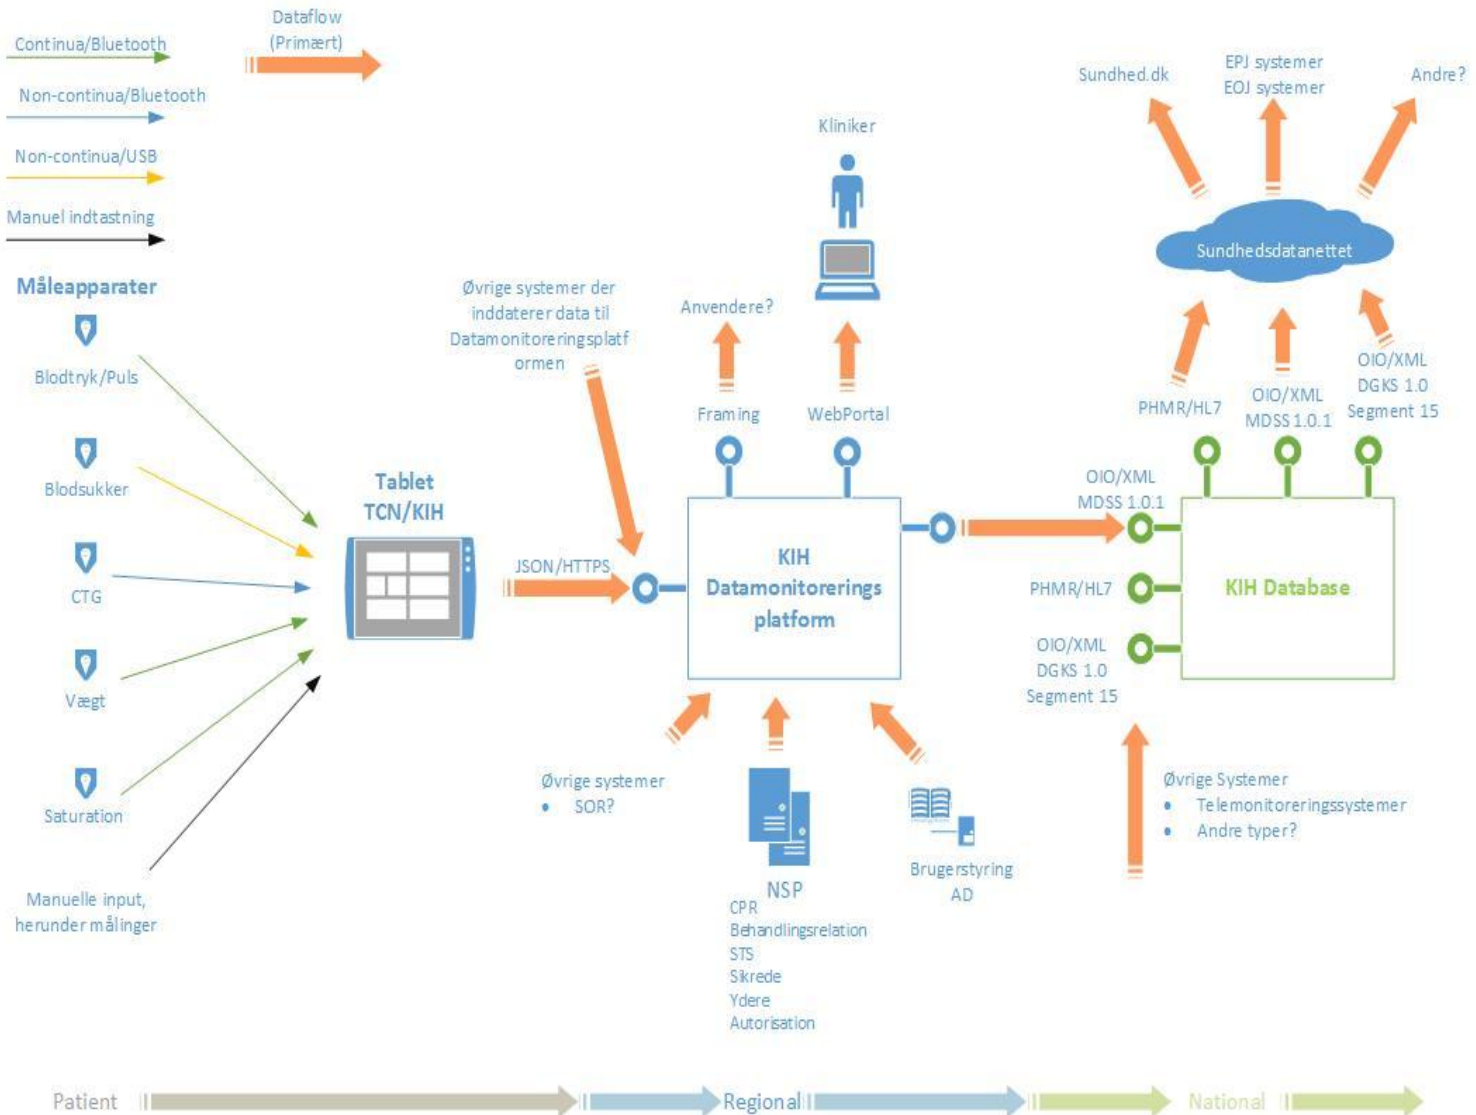 Continua/Bluetooth
Non-continua/Bluetooth
Non-continua/USB
Manuel indtastning
Dataflow
(Primært)
Måleapparater
Blodtryk/Puls
Blodsukker
CTG
Vægt
Saturation
Manuelle input,
herunder målinger
Tablet
TCN/KIH
JSON/HTTPS
Øvrige systemer der
inddaterer data til
Datamonitoreringsplatf
ormen
Anvendere?
Framing
Kliniker
WebPortal
KIH
Datamonitorerings
platform
Øvrige systemer
• SOR?
NSP
CPR
Behandlingsrelation
STS
Sikrede
Ydere
Autorisation
Brugerstyring
AD
Sundhed.dk
EPJ systemer
EOJ systemer
Andre?
Sundhedsdatanettet
PHMR/HL7
OIO/XML
MDSS 1.0.1
OIO/XML
DGKS 1.0
Segment 15
OIO/XML
MDSS 1.0.1
PHMR/HL7
OIO/XML
DGKS 1.0
Segment 15
KIH Database
Øvrige Systemer
• Telemonitoreringssystemer
• Andre typer?
Patient
Regional
National